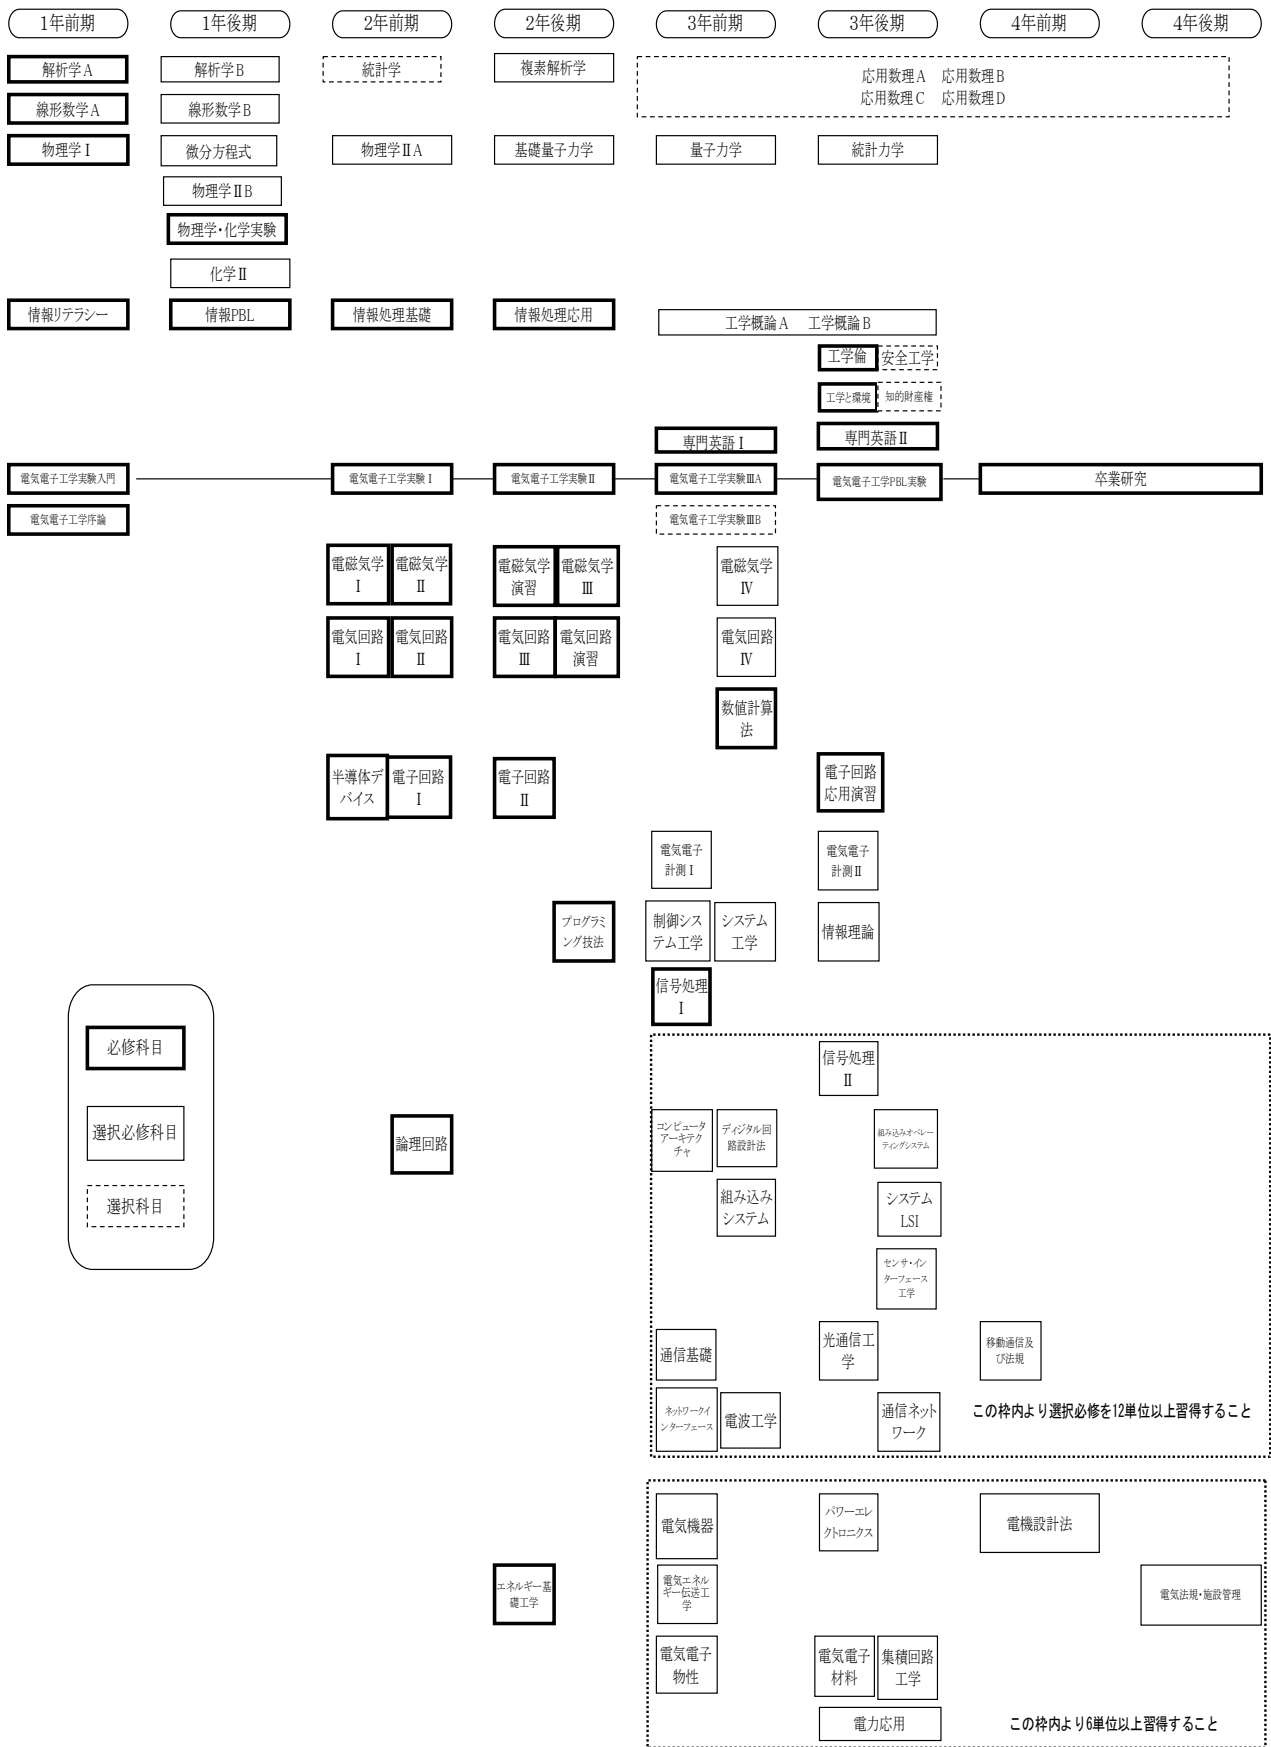 1年前期
1年後期
2年前期
2年後期
3年前期
3年後期
4年前期
4年後期
解析学A
解析学B
統計学
複素解析学
応用数理A 応用数理B
応用数理C 応用数理D
線形数学A
線形数学B
物理学Ⅰ
微分方程式
物理学ⅡA
基礎量子力学
量子力学
統計力学
物理学ⅡB
物理学・化学実験
化学Ⅱ
情報リテラシー
情報PBL
情報処理基礎
情報処理応用
工学概論A 工学概論B
工学倫
安全工学
工学と環境
知的財産権
専門英語Ⅰ
専門英語Ⅱ
電気電子工学実験入門
電気電子工学実験Ⅰ
電気電子工学実験Ⅱ
電気電子工学実験ⅢA
電気電子工学PBL実験
卒業研究
電気電子工学序論
電気電子工学実験ⅢB
電磁気学
Ⅰ
電磁気学
Ⅱ
電磁気学
演習
電磁気学
Ⅲ
電磁気学
Ⅳ
電気回路
Ⅰ
電気回路
Ⅱ
電気回路
Ⅲ
電気回路
演習
電気回路
Ⅳ
数値計算
法
半導体デ
バイス
電子回路
Ⅰ
電子回路
Ⅱ
電子回路
応用演習
電気電子
計測Ⅰ
電気電子
計測Ⅱ
プログラミ
ング技法
制御シス
テム工学
システム
工学
情報理論
信号処理
Ⅰ
必修科目
選択必修科目
選択科目
信号処理
Ⅱ
論理回路
コンピュータ
アーキテク
チャ
ディジタル回
路設計法
組み込みオペレー
ティングシステム
組み込み
システム
システム
LSI
センサ・イン
ターフェース
工学
通信基礎
光通信工
学
移動通信及
び法規
ネットワークイ
ンターフェース
電波工学
通信ネット
ワーク
この枠内より選択必修を12単位以上習得すること
電気機器
パワーエレ
クトロニクス
電機設計法
エネルギー基
礎工学
電気エネル
ギー伝送工
学
電気法規・施設管理
電気電子
物性
電気電子
材料
集積回路
工学
電力応用
この枠内より6単位以上習得すること